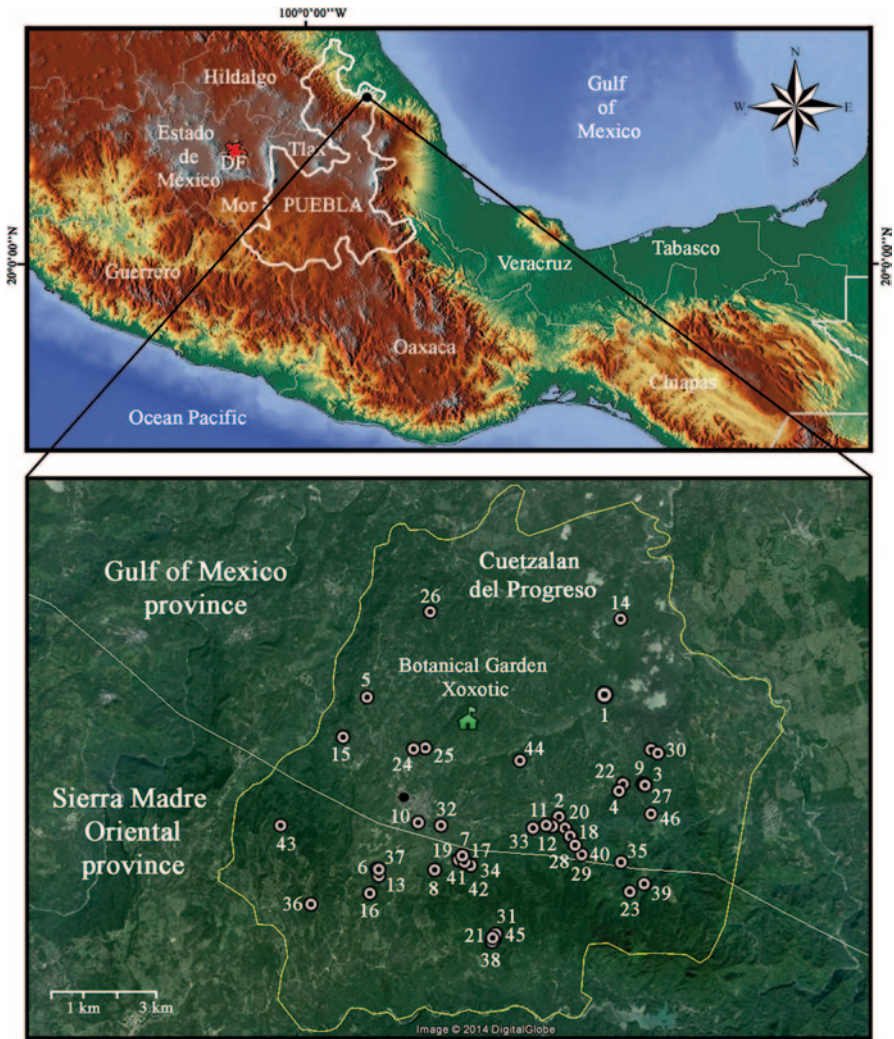 100°0'00''W
Hildalgo
Gulf
of
Mexico
N
W
E
S
Estado
de
México
DF
Tlax
Mor
PUEBLA
20°0'00''N
20°0'00''N
Veracruz
Tabasco
Guerrero
Oaxaca
Chiapas
Ocean Pacific
Gulf of Mexico
province
Cuetzalan
del Progreso
26
14
Botanical Garden
Xoxotic
5
1
15
24
25
44
30
22
9
3
4
27
46
Sierra Madre
Oriental
province
10
32
11
2
20
33
12
18
43
7
19
17
28
40
35
29
6
37
13
8
41
34
42
16
36
23
39
31
21
45
38
1 km
3 km
Image © 2014 DigitalGlobe